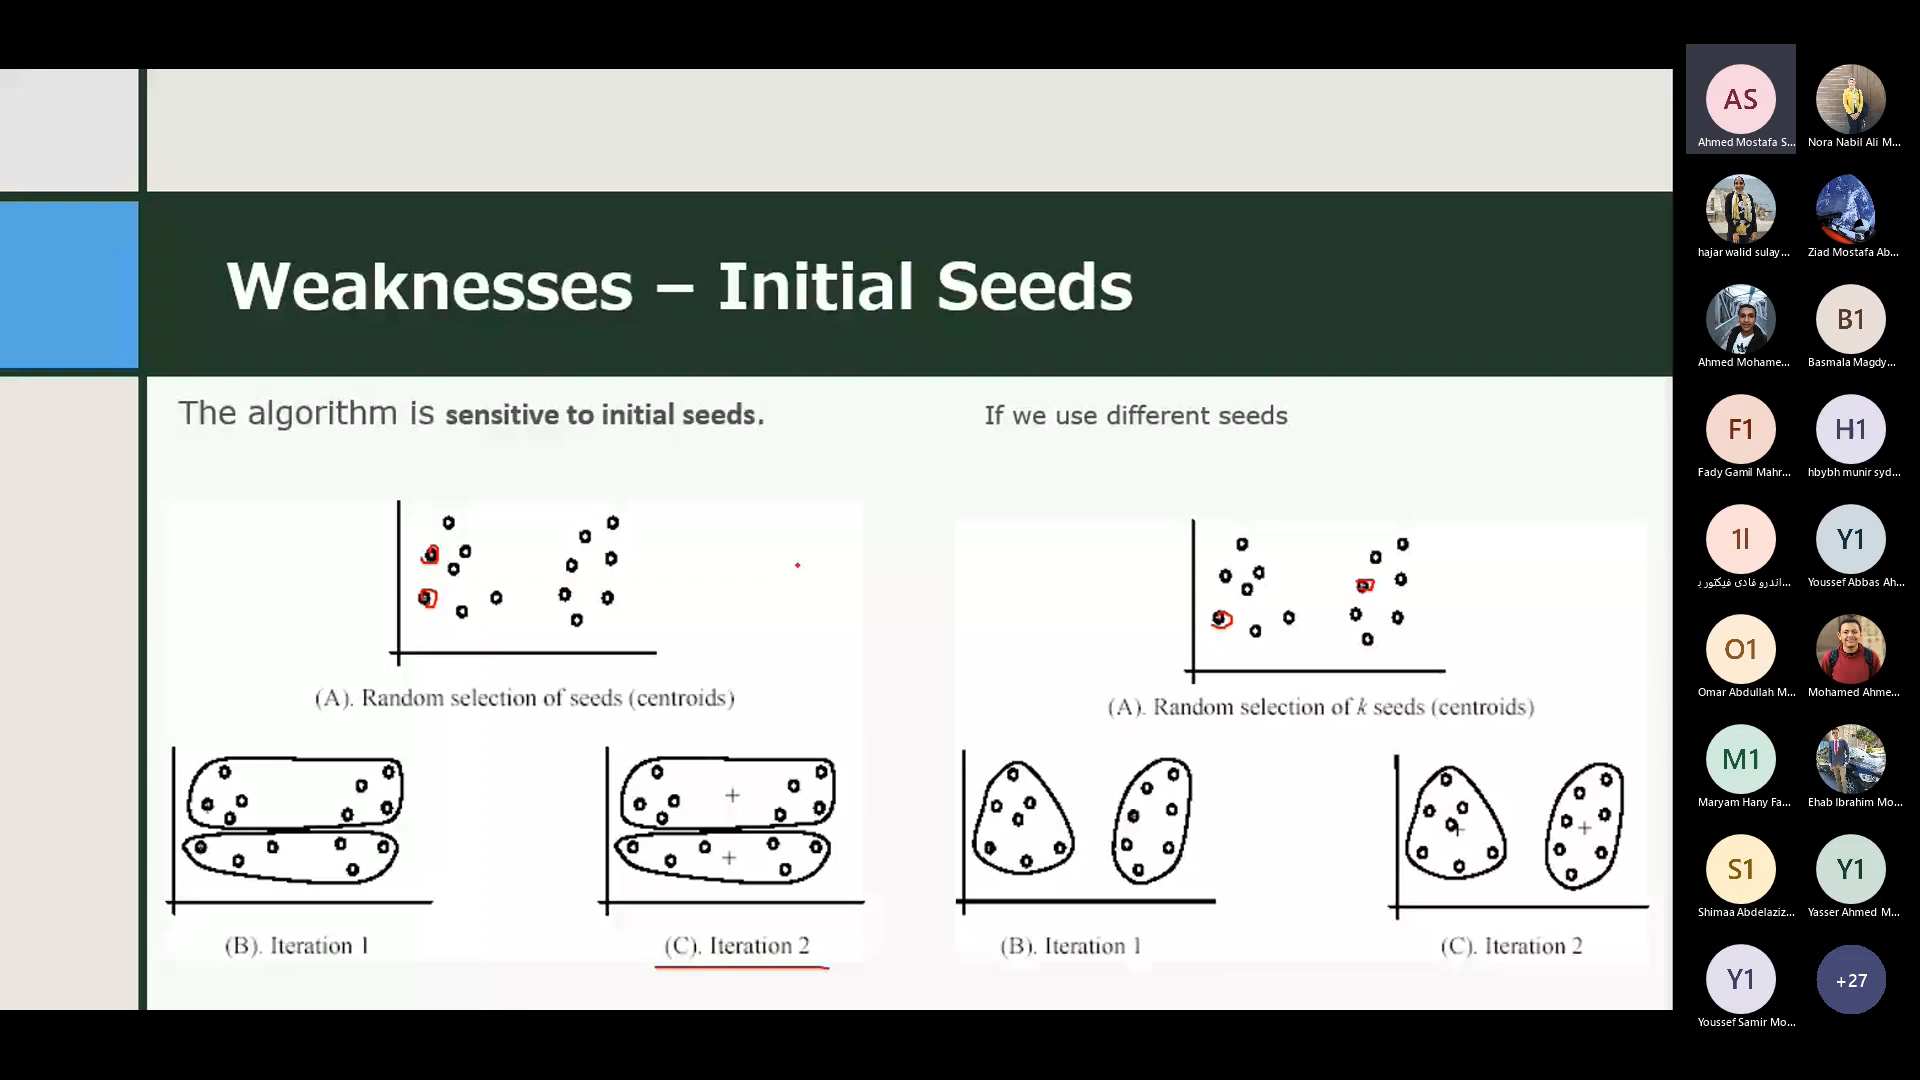 Weaknesses – Initial Seeds
The algorithm is sensitive to initial seeds.
If we use different seeds
(A). Random selection of seeds (centroids)
(B). Iteration 1
(C). Iteration 2
(A). Random selection of k seeds (centroids)
(B). Iteration 1
(C). Iteration 2
AS
Ahmed Mostafa S...
Nora Nabil Ali M...
hajar walid sulay...
Ziad Mostafa Ab...
Ahmed Mohame...
B1
Basmala Magdy...
F1
Fady Gamil Mahr...
H1
hbybh munir syd...
1ا
اندرو فادى فيكتور ب...
Y1
Youssef Abbas Ah...
O1
Omar Abdullah M...
Mohamed Ahme...
M1
Maryam Hany Fa...
Ehab Ibrahim Mo...
S1
Shimaa Abdelaziz...
Y1
Yasser Ahmed M...
Y1
Youssef Samir Mo...
+27